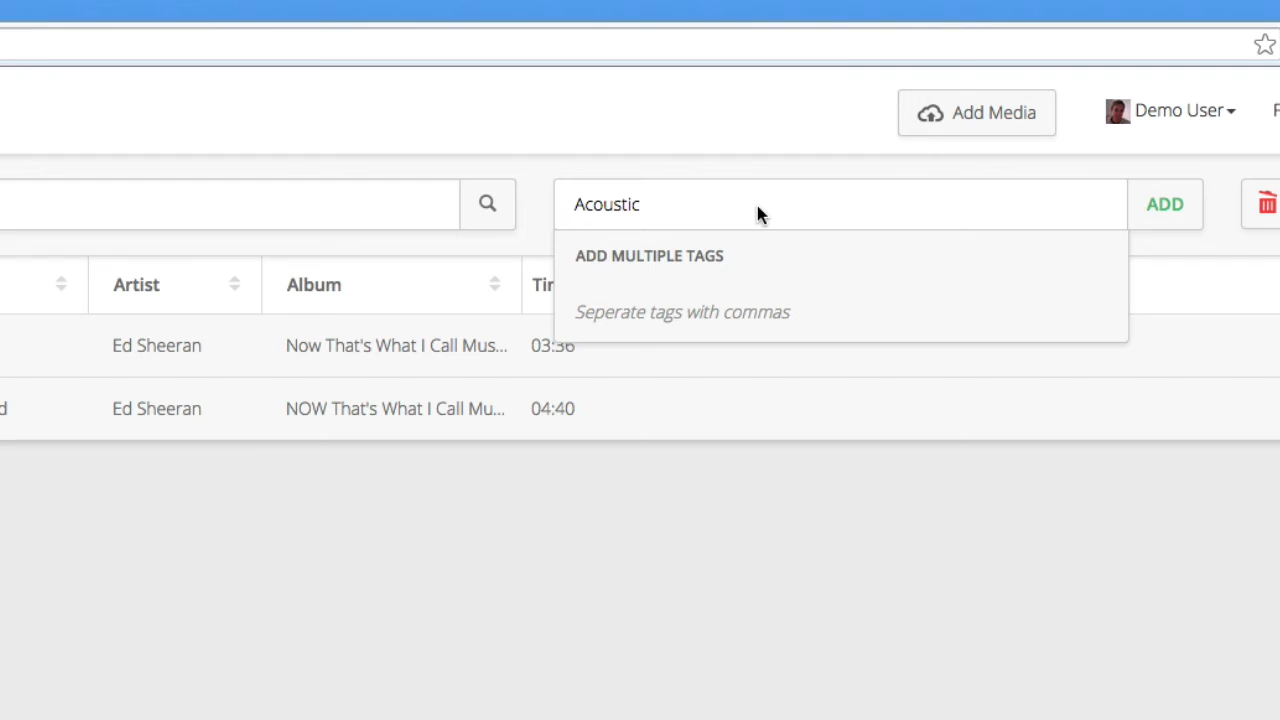 Add Media
Demo User
Acoustic
ADD
ADD MULTIPLE TAGS
Seperate tags with commas
Artist
Album
Ed Sheeran
Now That's What I Call Mus...
03:36
Ed Sheeran
NOW That's What I Call Mu...
04:40